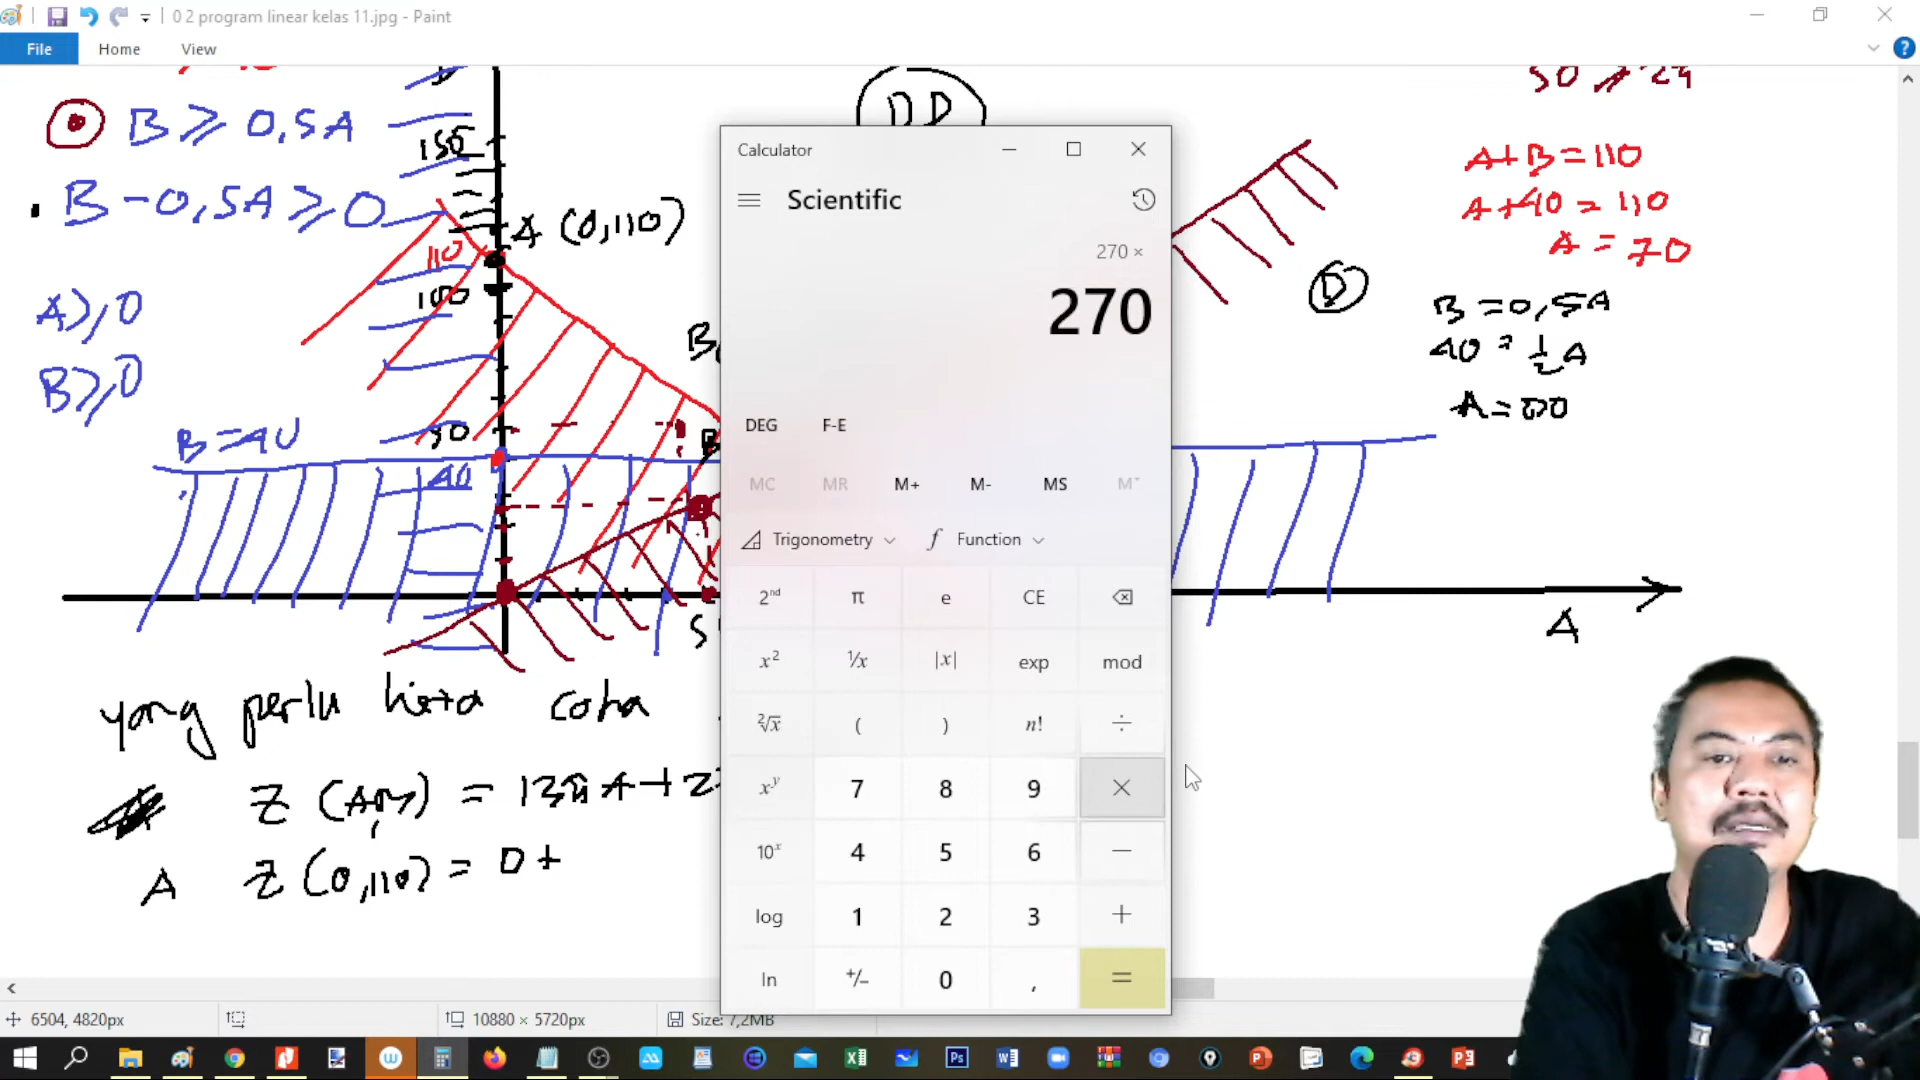 0 2 program linear kelas 11.jpg - Paint
File Home View
B ≥ 0,5A
B - 0,5A ≥ 0
A ≥ 0
B ≥ 0
B = 40
150
A (0,110)
110
100
50
40
B
5
A
D
A+B = 110
A+40 = 110
A = 70
B = 0,5A
40 = 1/2 A
yang perlu kita coba
Z (A,B) =
A Z (0,110) = 0 +
Calculator
Scientific
270 ×
270
DEG F-E
MC MR M+ M- MS M˅
Trigonometry Function
2nd π e CE
x² ¹/x |x| exp mod
²√x ( ) n! ÷
xʸ 7 8 9 ×
10ˣ 4 5 6 −
log 1 2 3 +
ln +/− 0 , =
6504, 4820px 10880 × 5720px Size: 7,2MB